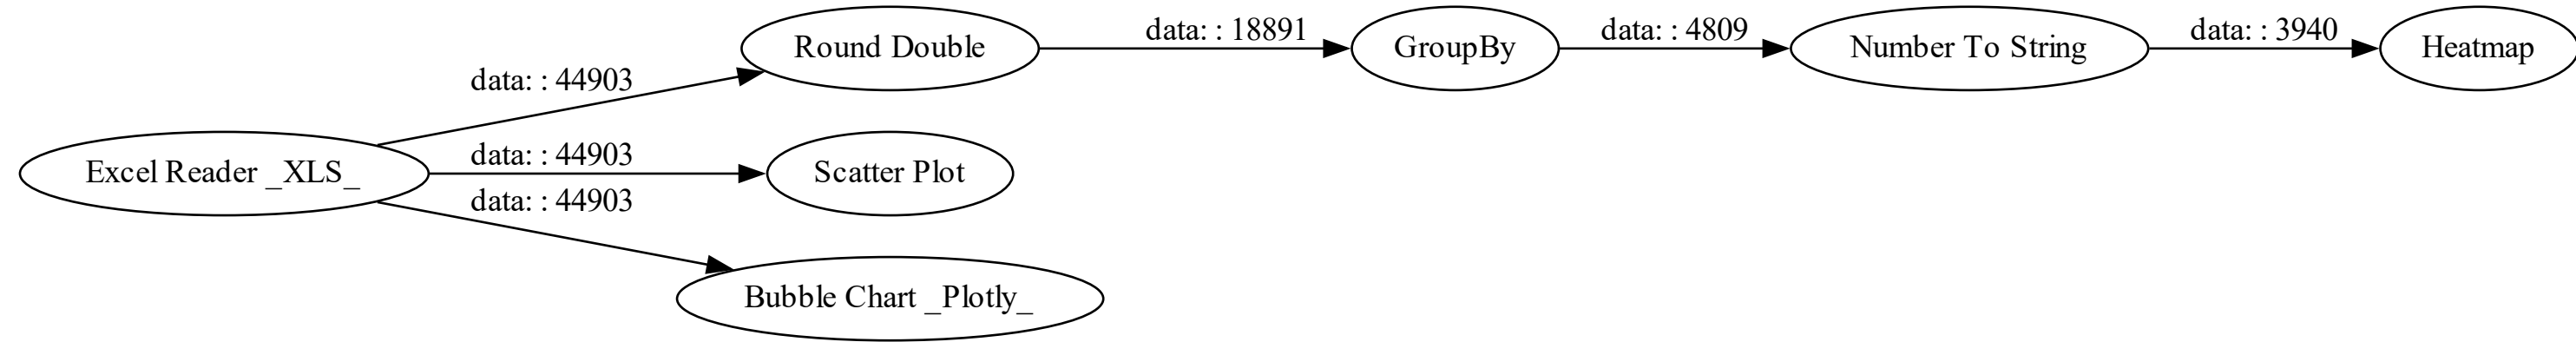 data: : 18891
data: : 4809
data: : 3940
Round Double
GroupBy
Number To String
Heatmap
data: : 44903
data: : 44903
Excel Reader _XLS_
Scatter Plot
data: : 44903
Bubble Chart _Plotly_